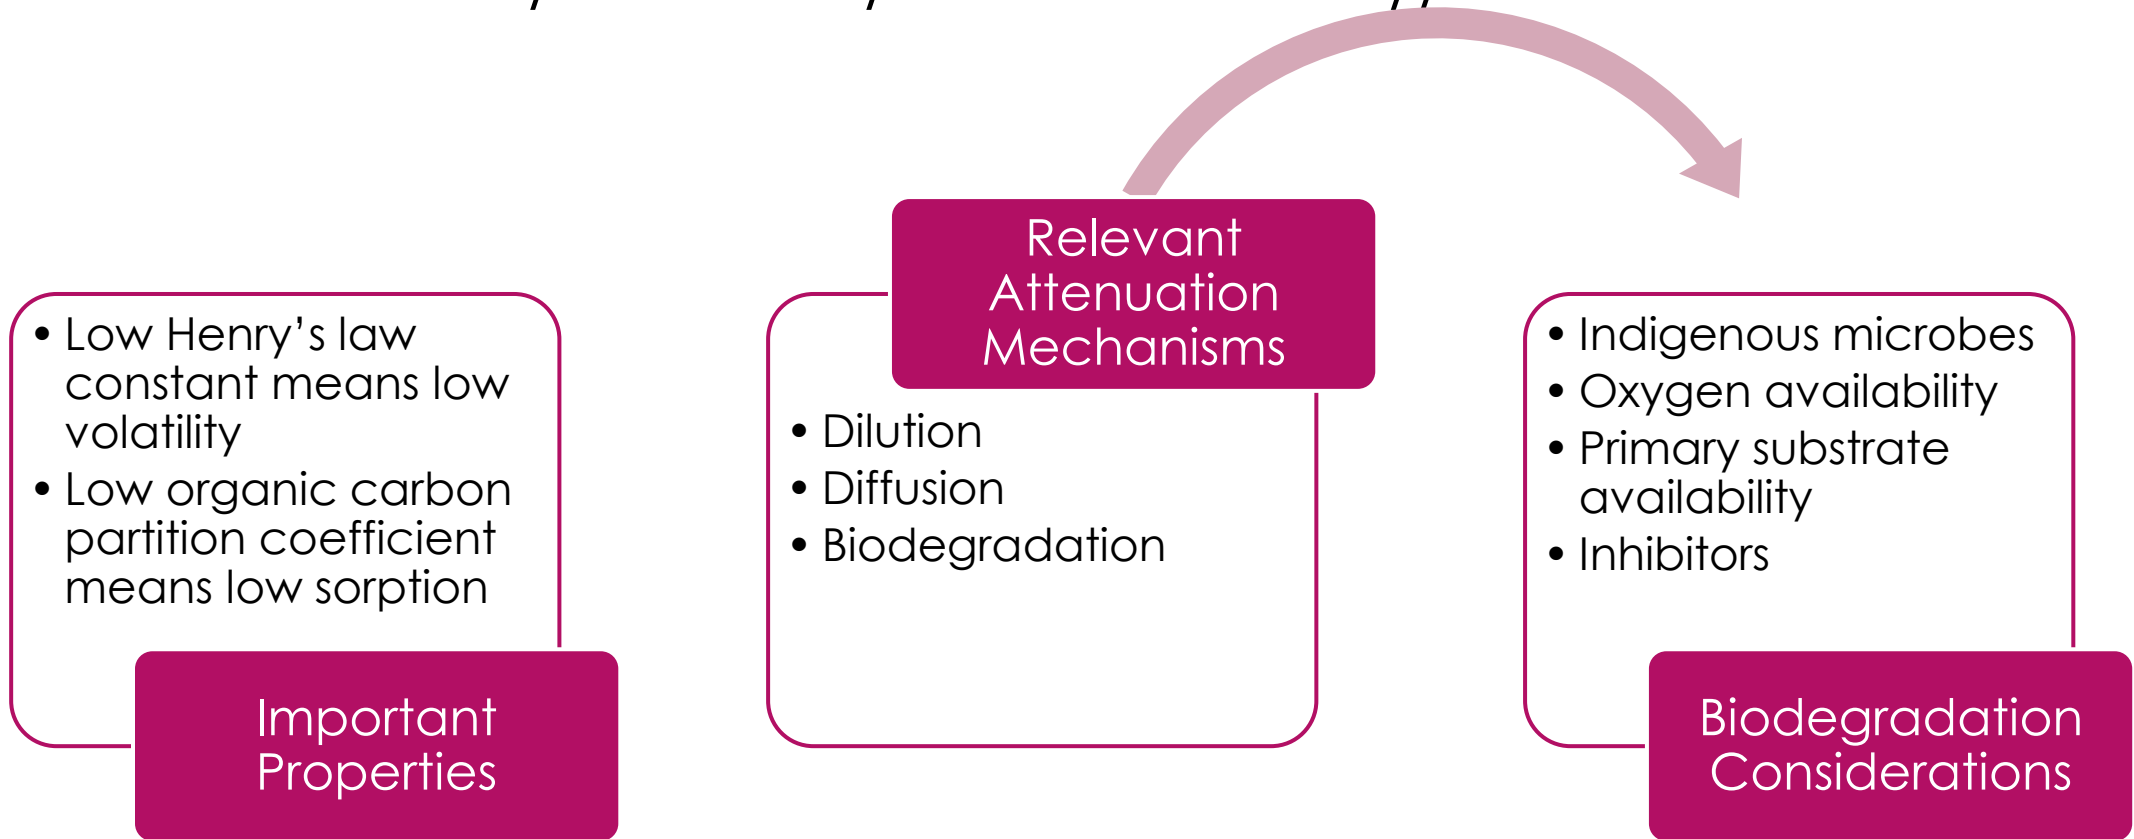 • Low Henry’s law
constant means low
volatility
• Low organic carbon
partition coefficient
means low sorption
Important
Properties
Relevant
Attenuation
Mechanisms
• Dilution
• Diffusion
• Biodegradation
• Indigenous microbes
• Oxygen availability
• Primary substrate
availability
• Inhibitors
Biodegradation
Considerations